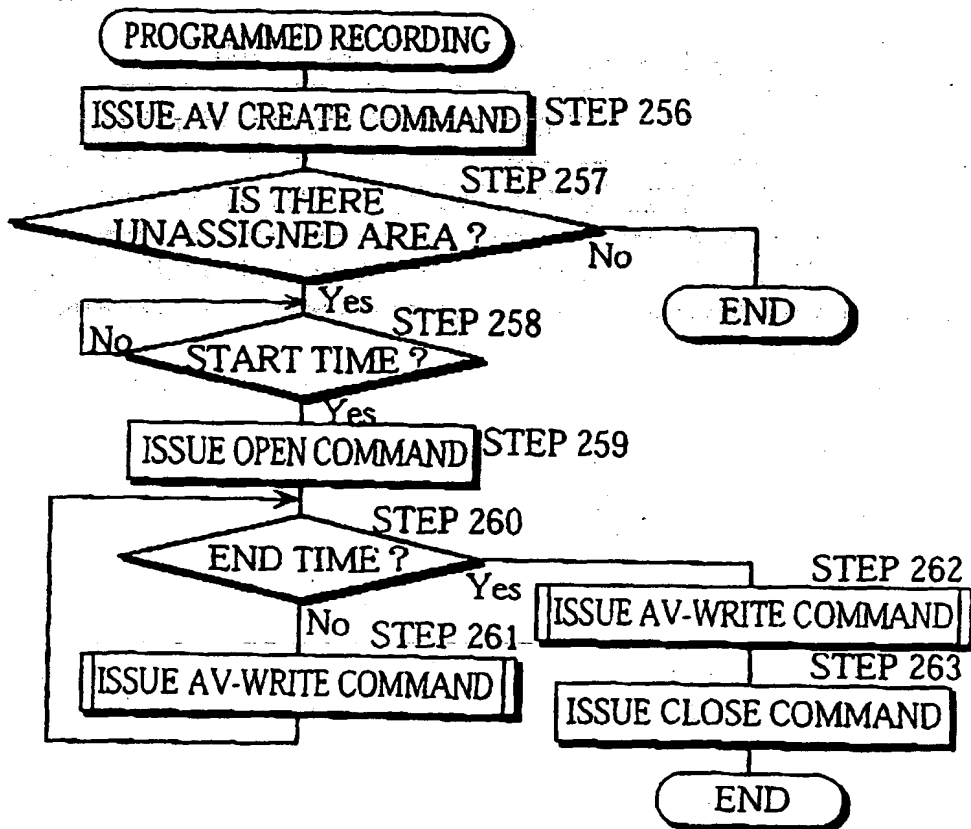 PROGRAMMED RECORDING
ISSUE AV CREATE COMMAND
STEP 256
STEP 257
IS THERE
UNASSIGNED AREA ?
No
END
Yes
STEP 258
No
START TIME ?
Yes
ISSUE OPEN COMMAND
STEP 259
STEP 260
END TIME ?
Yes
No
STEP 261
ISSUE AV-WRITE COMMAND
STEP 262
ISSUE AV-WRITE COMMAND
STEP 263
ISSUE CLOSE COMMAND
END